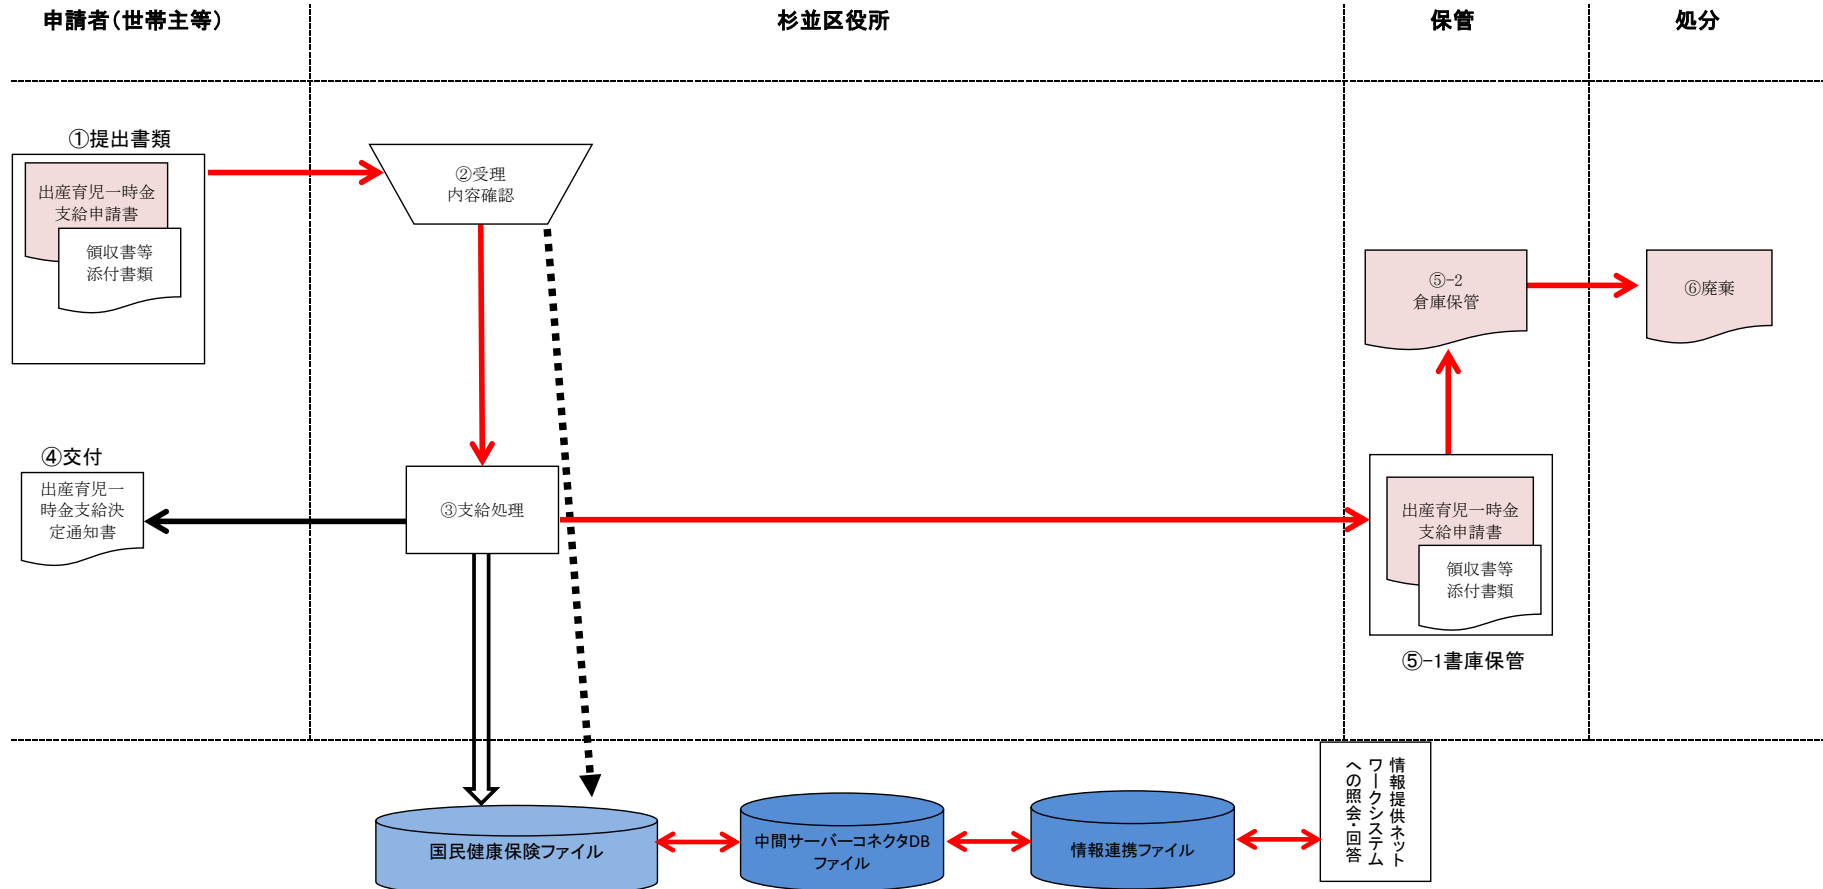 申請者(世帯主等)
杉並区役所
保管
処分
①提出書類
出産育児一時金
支給申請書
領収書等
添付書類
②受理
内容確認
⑤-2
倉庫保管
⑥廃棄
④交付
出産育児一
時金支給決
定通知書
③支給処理
出産育児一時金
支給申請書
領収書等
添付書類
⑤-1書庫保管
国民健康保険ファイル
中間サーバーコネクタDB
ファイル
情報連携ファイル
情報提供ネット
ワークシステム
への照会・回答